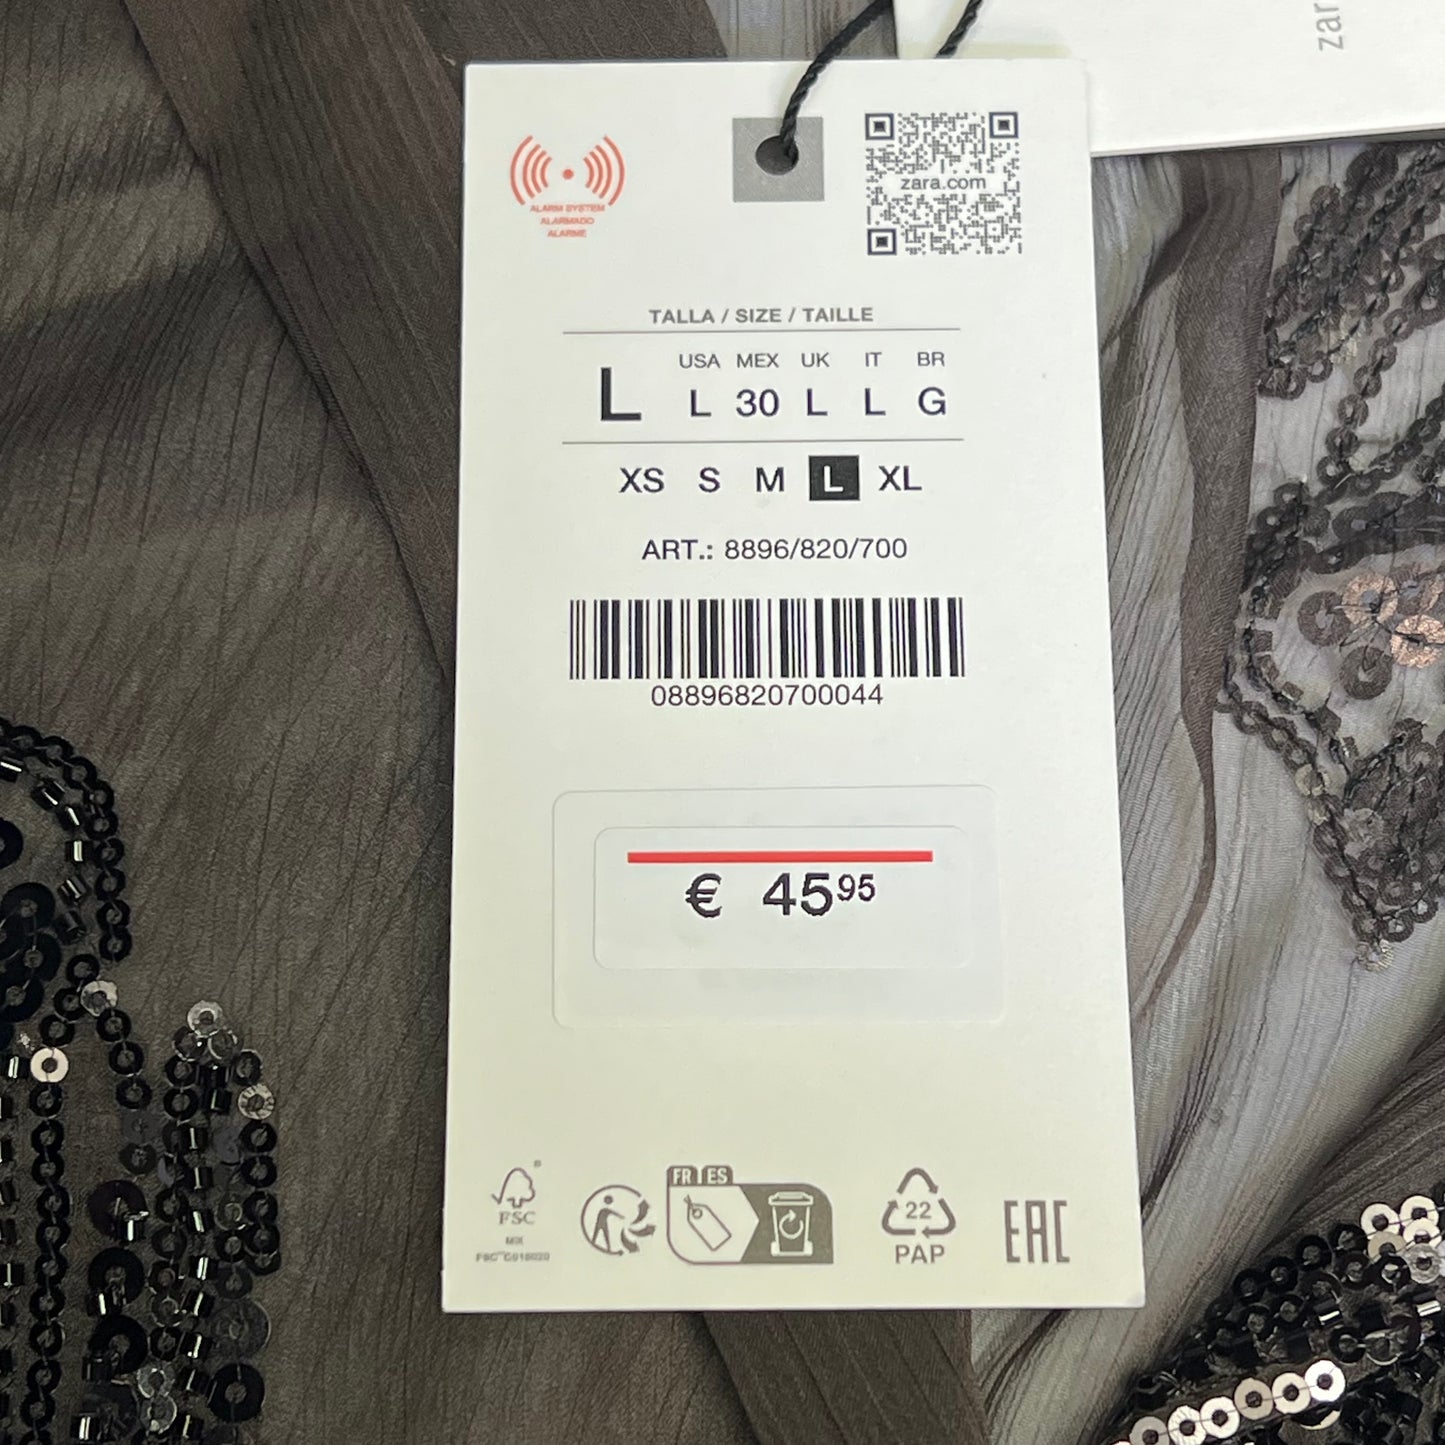 zar
zara.com
ALARM SYSTEM
ALARMADO
ALARME
TALLA / SIZE / TAILLE
USA MEX UK IT BR
L L 30 L L G
XS S M L XL
ART.: 8896/820/700
08896820700044
€ 45 95
FR ES
FSC
MIX
22
PAP
EAC